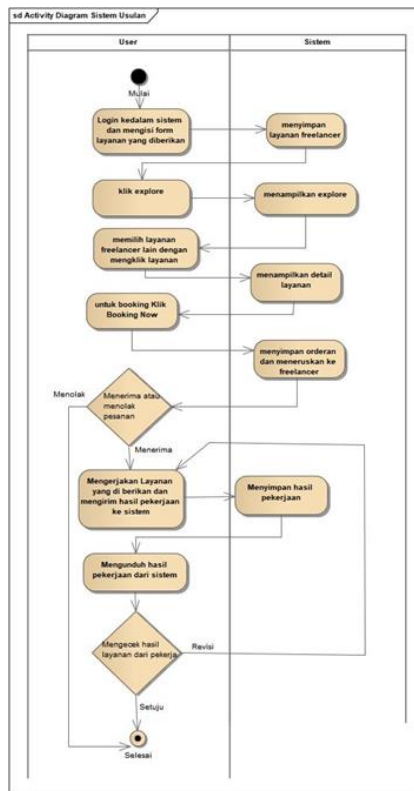 sd Activity Diagram Sistem Usulan
User
Sistem
Mulai
Login kedalam sistem
dan mengisi form
layanan yang diberikan
menyimpan
layanan freelancer
klik explore
menampilkan explore
memilih layanan
freelancer lain dengan
mengklik layanan
menampilkan detail
layanan
untuk booking Klik
Booking Now
menyimpan orderan
dan meneruskan ke
freelancer
Menolak
Menerima atau
menolak
pesanan
Menerima
Mengerjakan Layanan
yang di berikan dan
mengirim hasil pekerjaan
ke sistem
Menyimpan hasil
pekerjaan
Mengunduh hasil
pekerjaan dari sistem
Mengecek hasil
layanan dari pekerja
Revisi
Setuju
Selesai